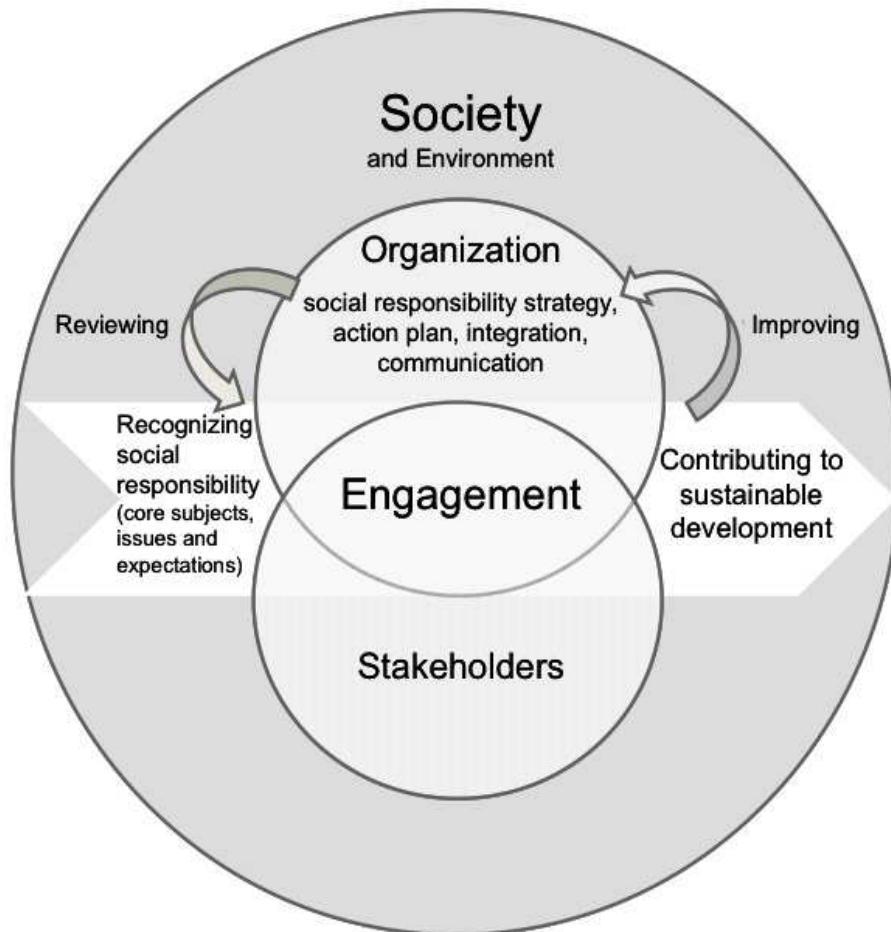 Society
and Environment
Organization
social responsibility strategy,
action plan, integration,
communication
Reviewing
Improving
Recognizing
social
responsibility
(core subjects,
issues and
expectations)
Engagement
Contributing to
sustainable
development
Stakeholders